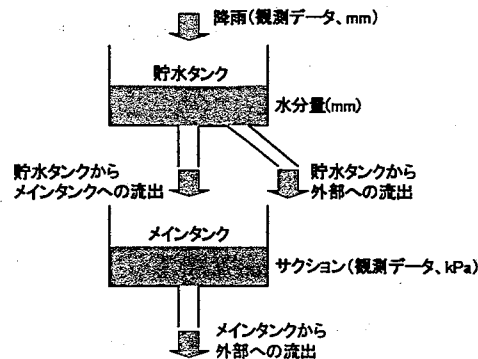 降雨(観測データ、mm)
貯水タンク
水分量(mm)
貯水タンクから
メインタンクへの流出
貯水タンクから
外部への流出
メインタンク
サクション(観測データ、kPa)
メインタンクから
外部への流出